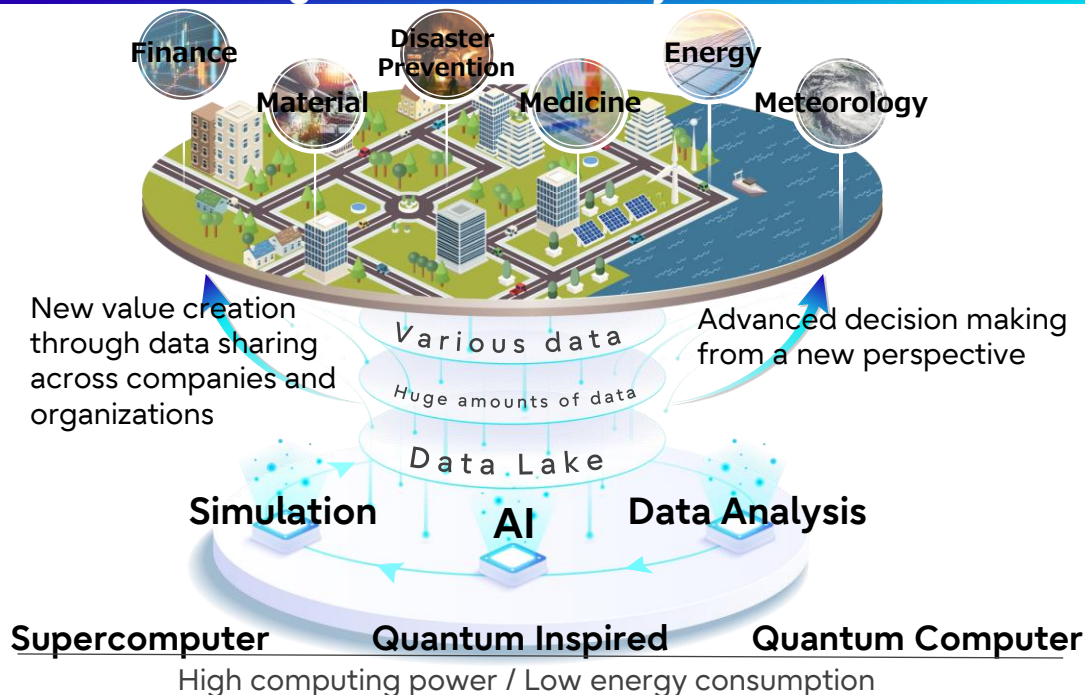 Finance
Disaster
Prevention
Energy
Material
Medicine
Meteorology
New value creation
through data sharing
across companies and
organizations
Various data
Huge amounts of data
Data Lake
Advanced decision making
from a new perspective
Simulation
AI
Data Analysis
Supercomputer
Quantum Inspired
Quantum Computer
High computing power / Low energy consumption